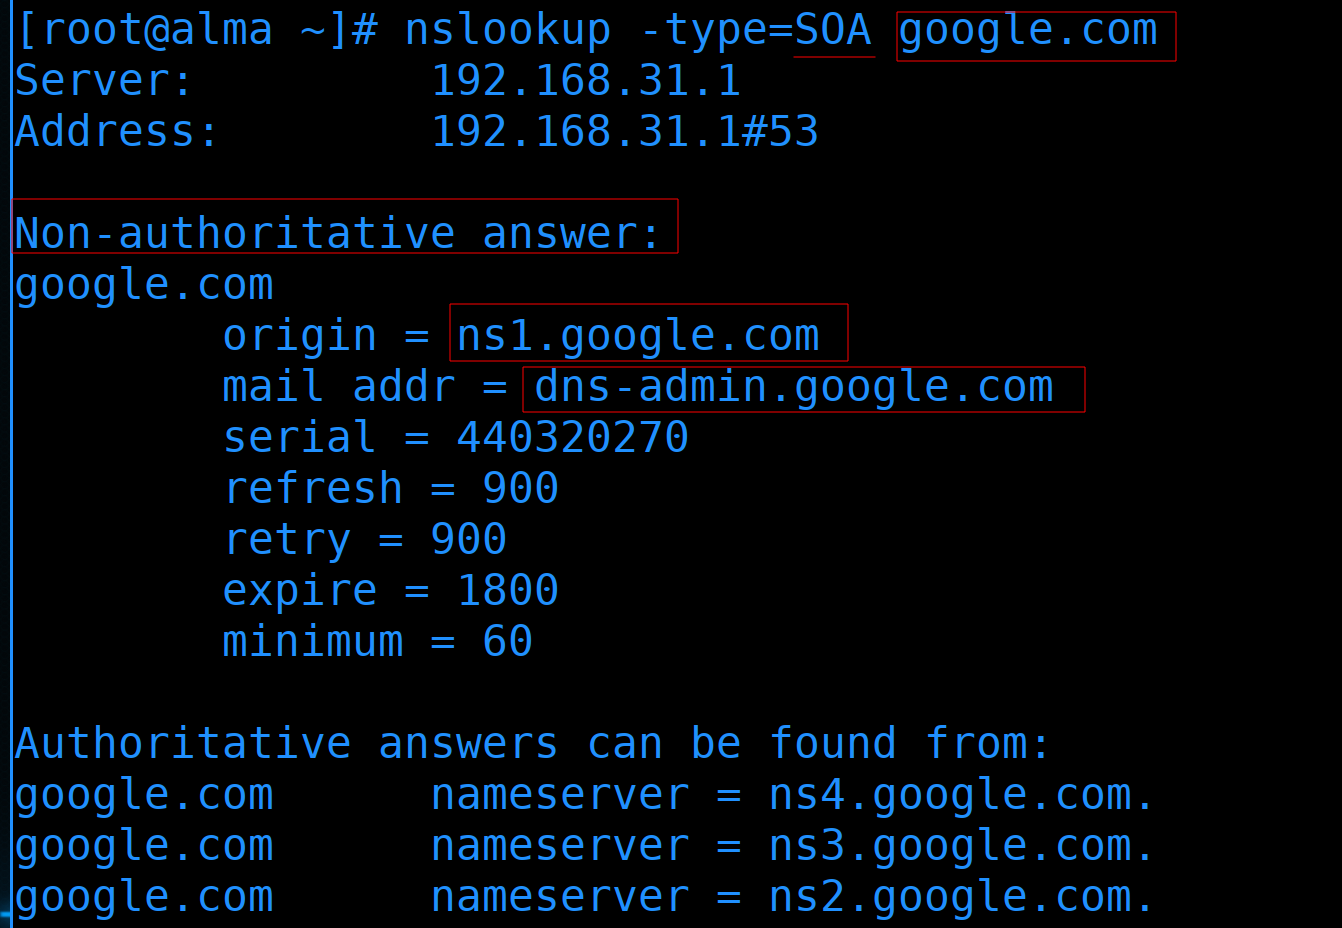 [root@alma ~]# nslookup -type=SOA google.com
Server:		192.168.31.1
Address:	192.168.31.1#53
Non-authoritative answer:
google.com
	origin = ns1.google.com
	mail addr = dns-admin.google.com
	serial = 440320270
	refresh = 900
	retry = 900
	expire = 1800
	minimum = 60
Authoritative answers can be found from:
google.com	nameserver = ns4.google.com.
google.com	nameserver = ns3.google.com.
google.com	nameserver = ns2.google.com.